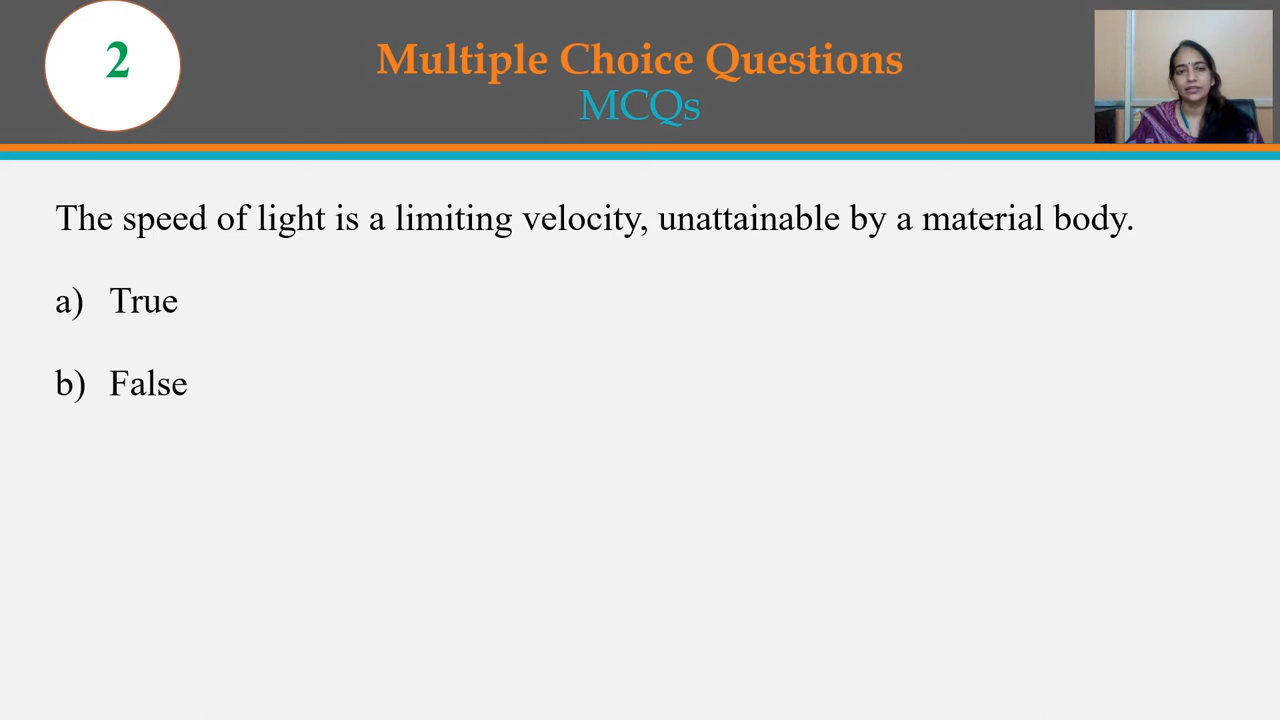 2
Multiple Choice Questions
MCQs
The speed of light is a limiting velocity, unattainable by a material body.
a) True
b) False